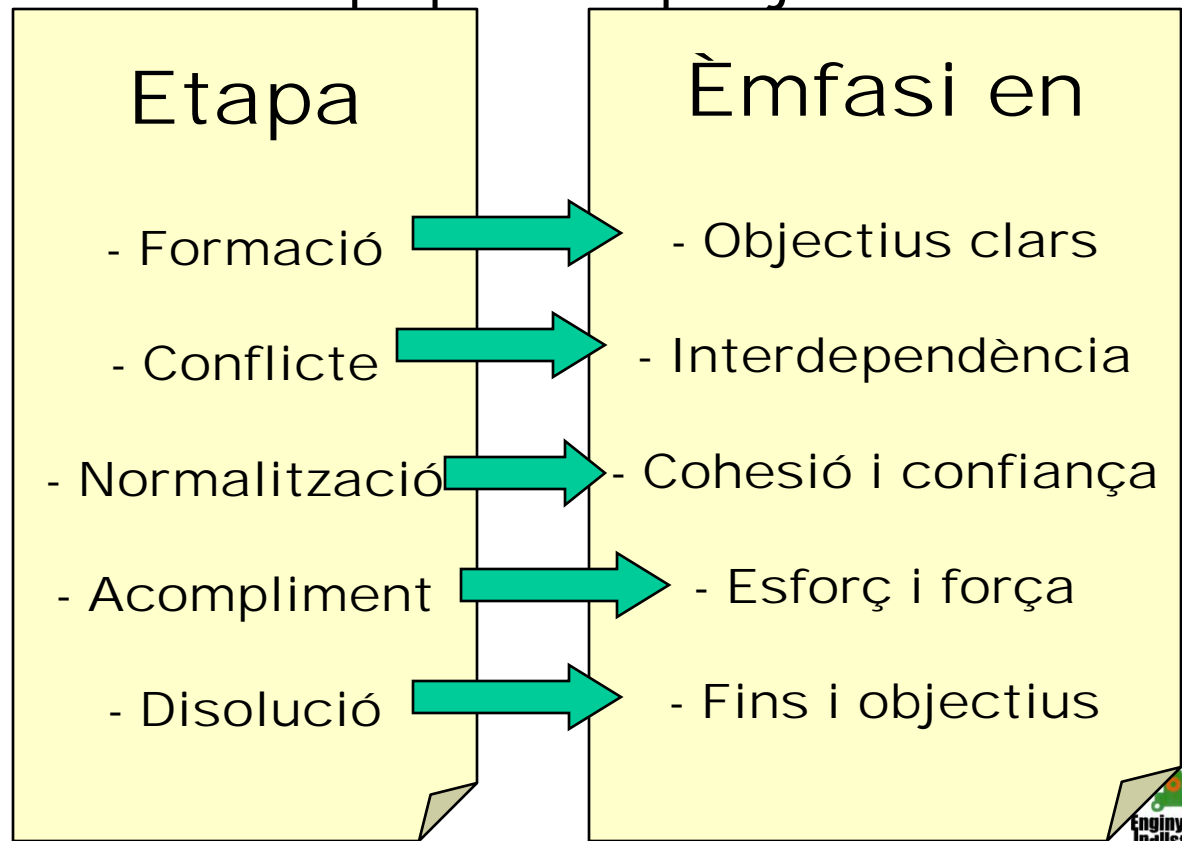 Etapa
- Formació
- Conflicte
- Normalització
- Acompliment
- Disolució
Èmfasi en
- Objectius clars
- Interdependència
- Cohesió i confiança
- Esforç i força
- Fins i objectius